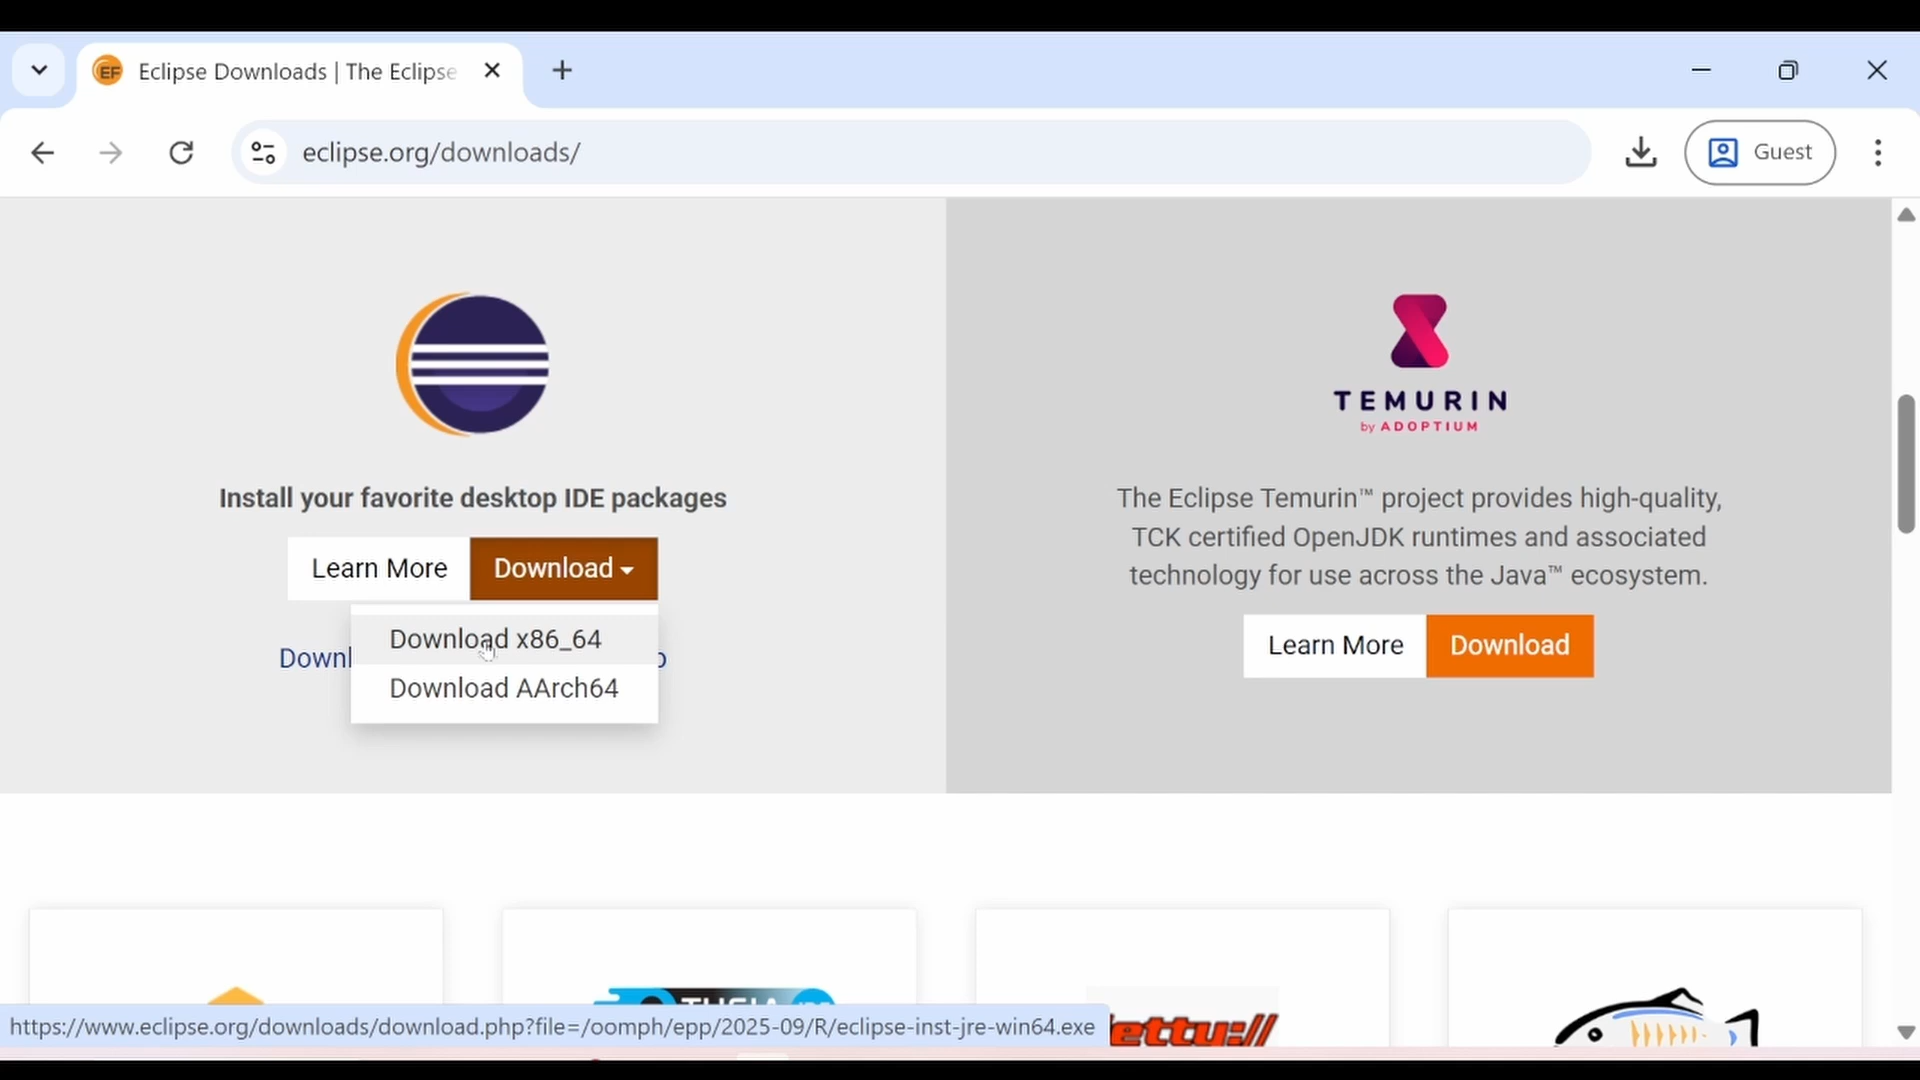 EF Eclipse Downloads | The Eclipse
eclipse.org/downloads/
Guest
TEMURIN
by ADOPTIUM
Install your favorite desktop IDE packages
Learn More
Download
Download x86_64
Download AArch64
Downl
The Eclipse Temurin™ project provides high-quality,
TCK certified OpenJDK runtimes and associated
technology for use across the Java™ ecosystem.
Learn More
Download
https://www.eclipse.org/downloads/download.php?file=/oomph/epp/2025-09/R/eclipse-inst-jre-win64.exe